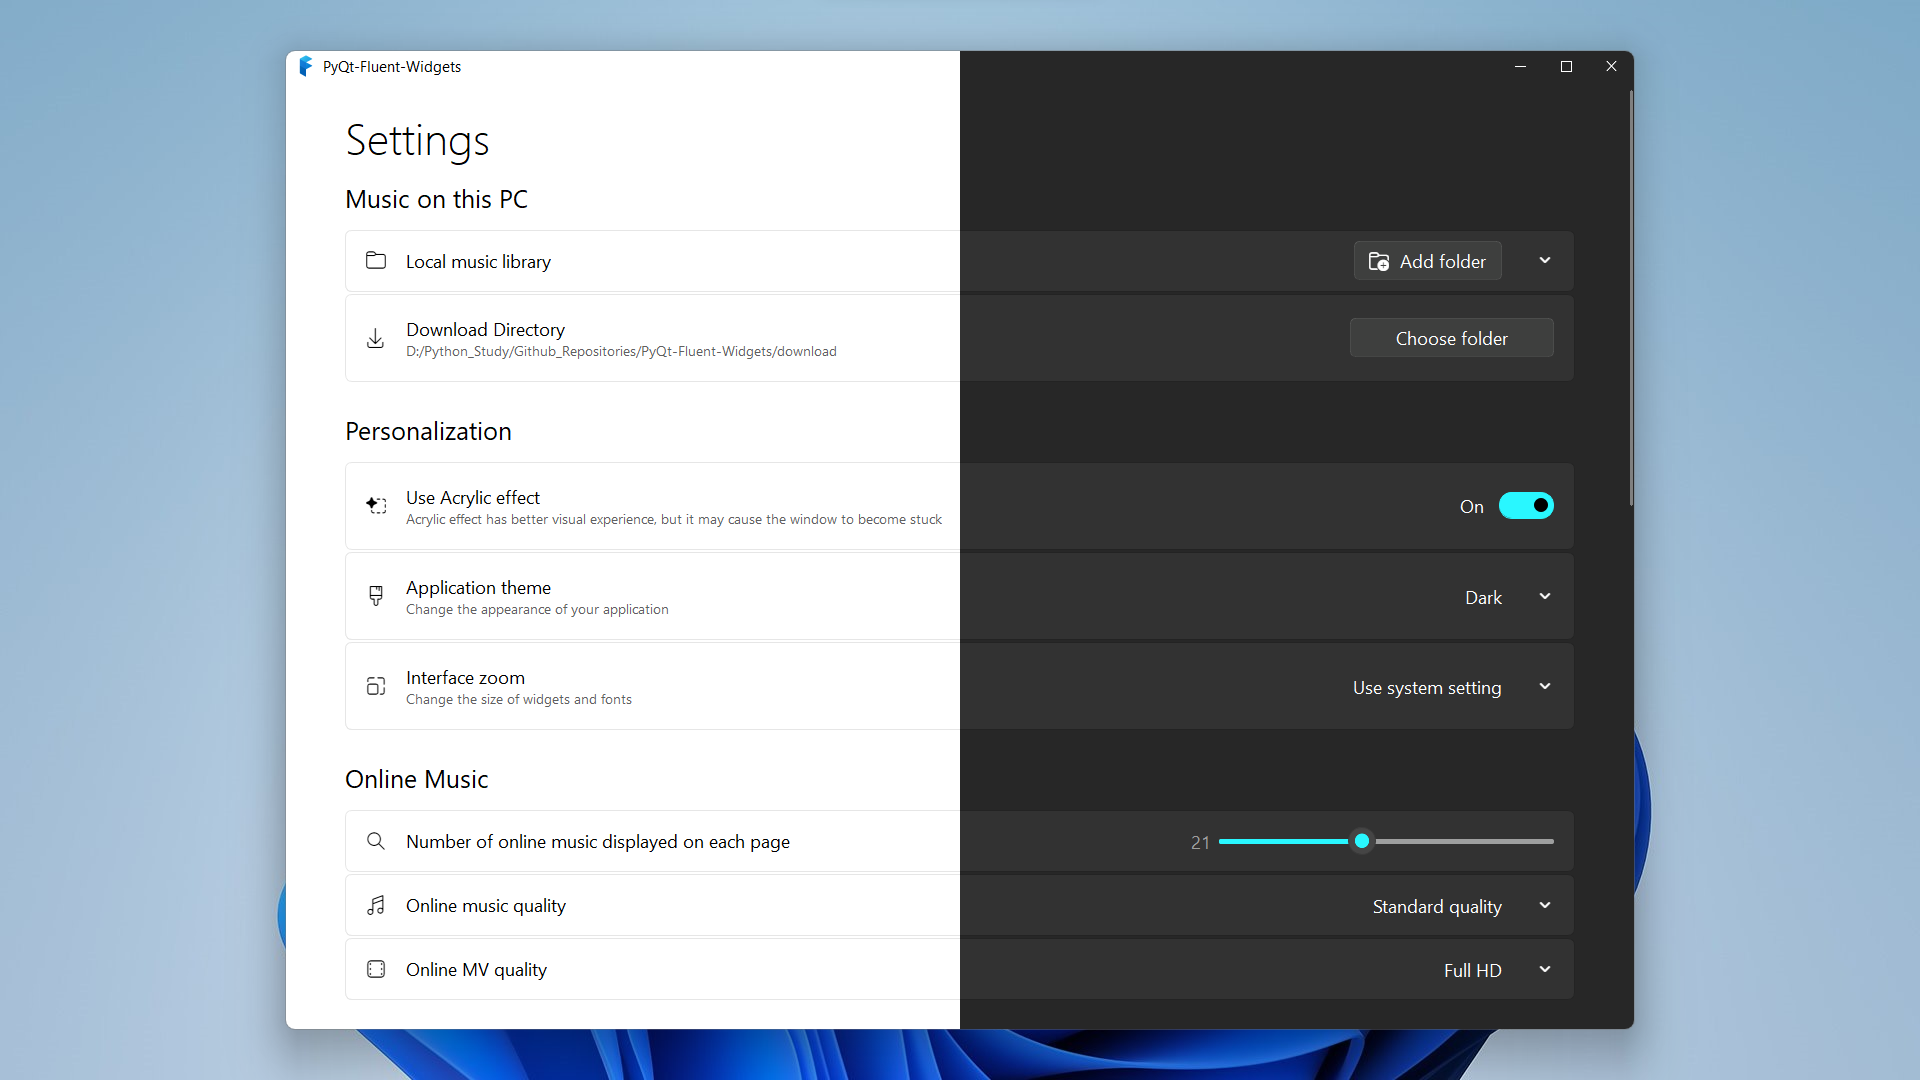 PyQt-Fluent-Widgets
Settings
Music on this PC
Local music library
Add folder
Download Directory
D:/Python_Study/Github_Repositories/PyQt-Fluent-Widgets/download
Choose folder
Personalization
Use Acrylic effect
Acrylic effect has better visual experience, but it may cause the window to become stuck
On
Application theme
Change the appearance of your application
Dark
Interface zoom
Change the size of widgets and fonts
Use system setting
Online Music
Number of online music displayed on each page
21
Online music quality
Standard quality
Online MV quality
Full HD